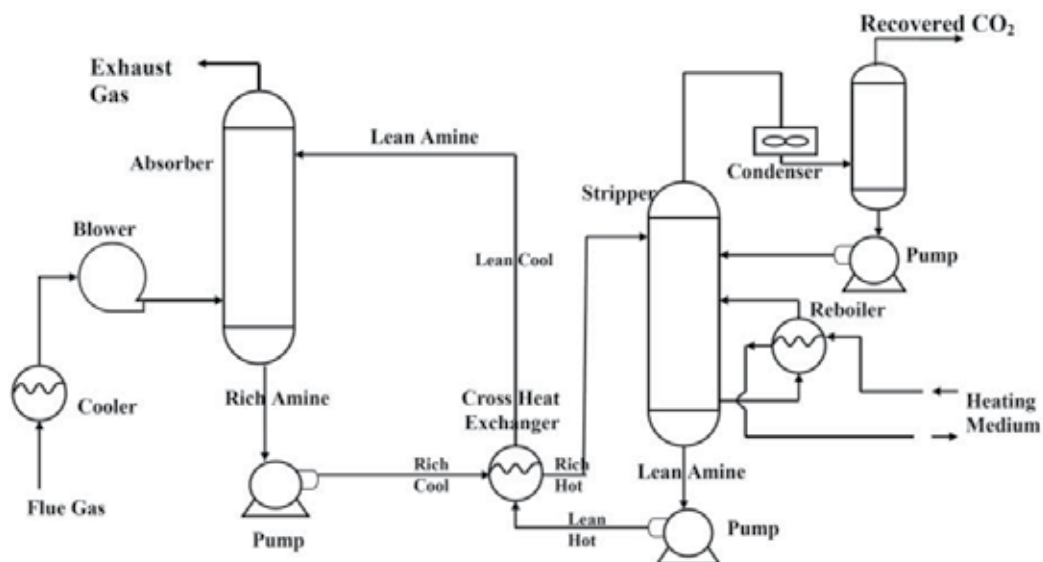 Recovered CO₂
Exhaust
Gas
Lean Amine
Absorber
Condenser
Stripper
Blower
Lean Cool
Pump
Reboiler
Cooler
Rich Amine
Cross Heat
Exchanger
Heating
Medium
Rich
Cool
Rich
Hot
Lean Amine
Flue Gas
Pump
Lean
Hot
Pump